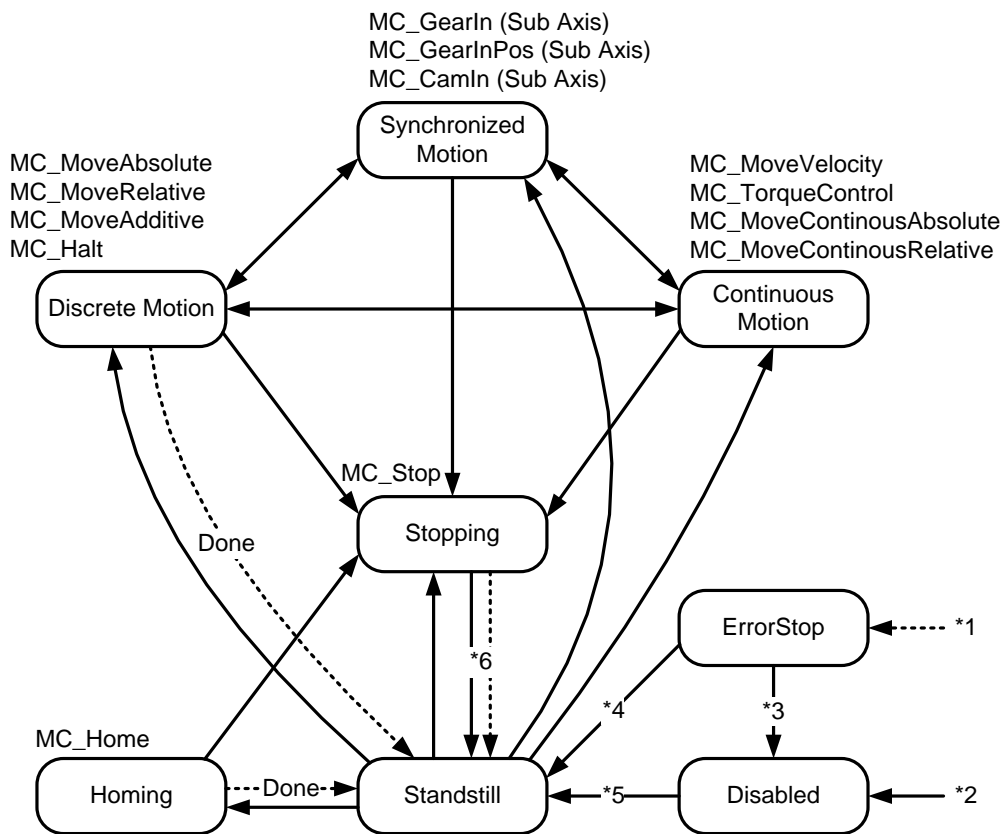 MC_GearIn (Sub Axis)
MC_GearInPos (Sub Axis)
MC_CamIn (Sub Axis)
Synchronized
Motion
MC_MoveAbsolute
MC_MoveRelative
MC_MoveAdditive
MC_Halt
MC_MoveVelocity
MC_TorqueControl
MC_MoveContinousAbsolute
MC_MoveContinousRelative
Discrete Motion
Continuous
Motion
MC_Stop
Stopping
Done
ErrorStop
*1
*6
*4
*3
MC_Home
Homing
Done
Standstill
*5
Disabled
*2